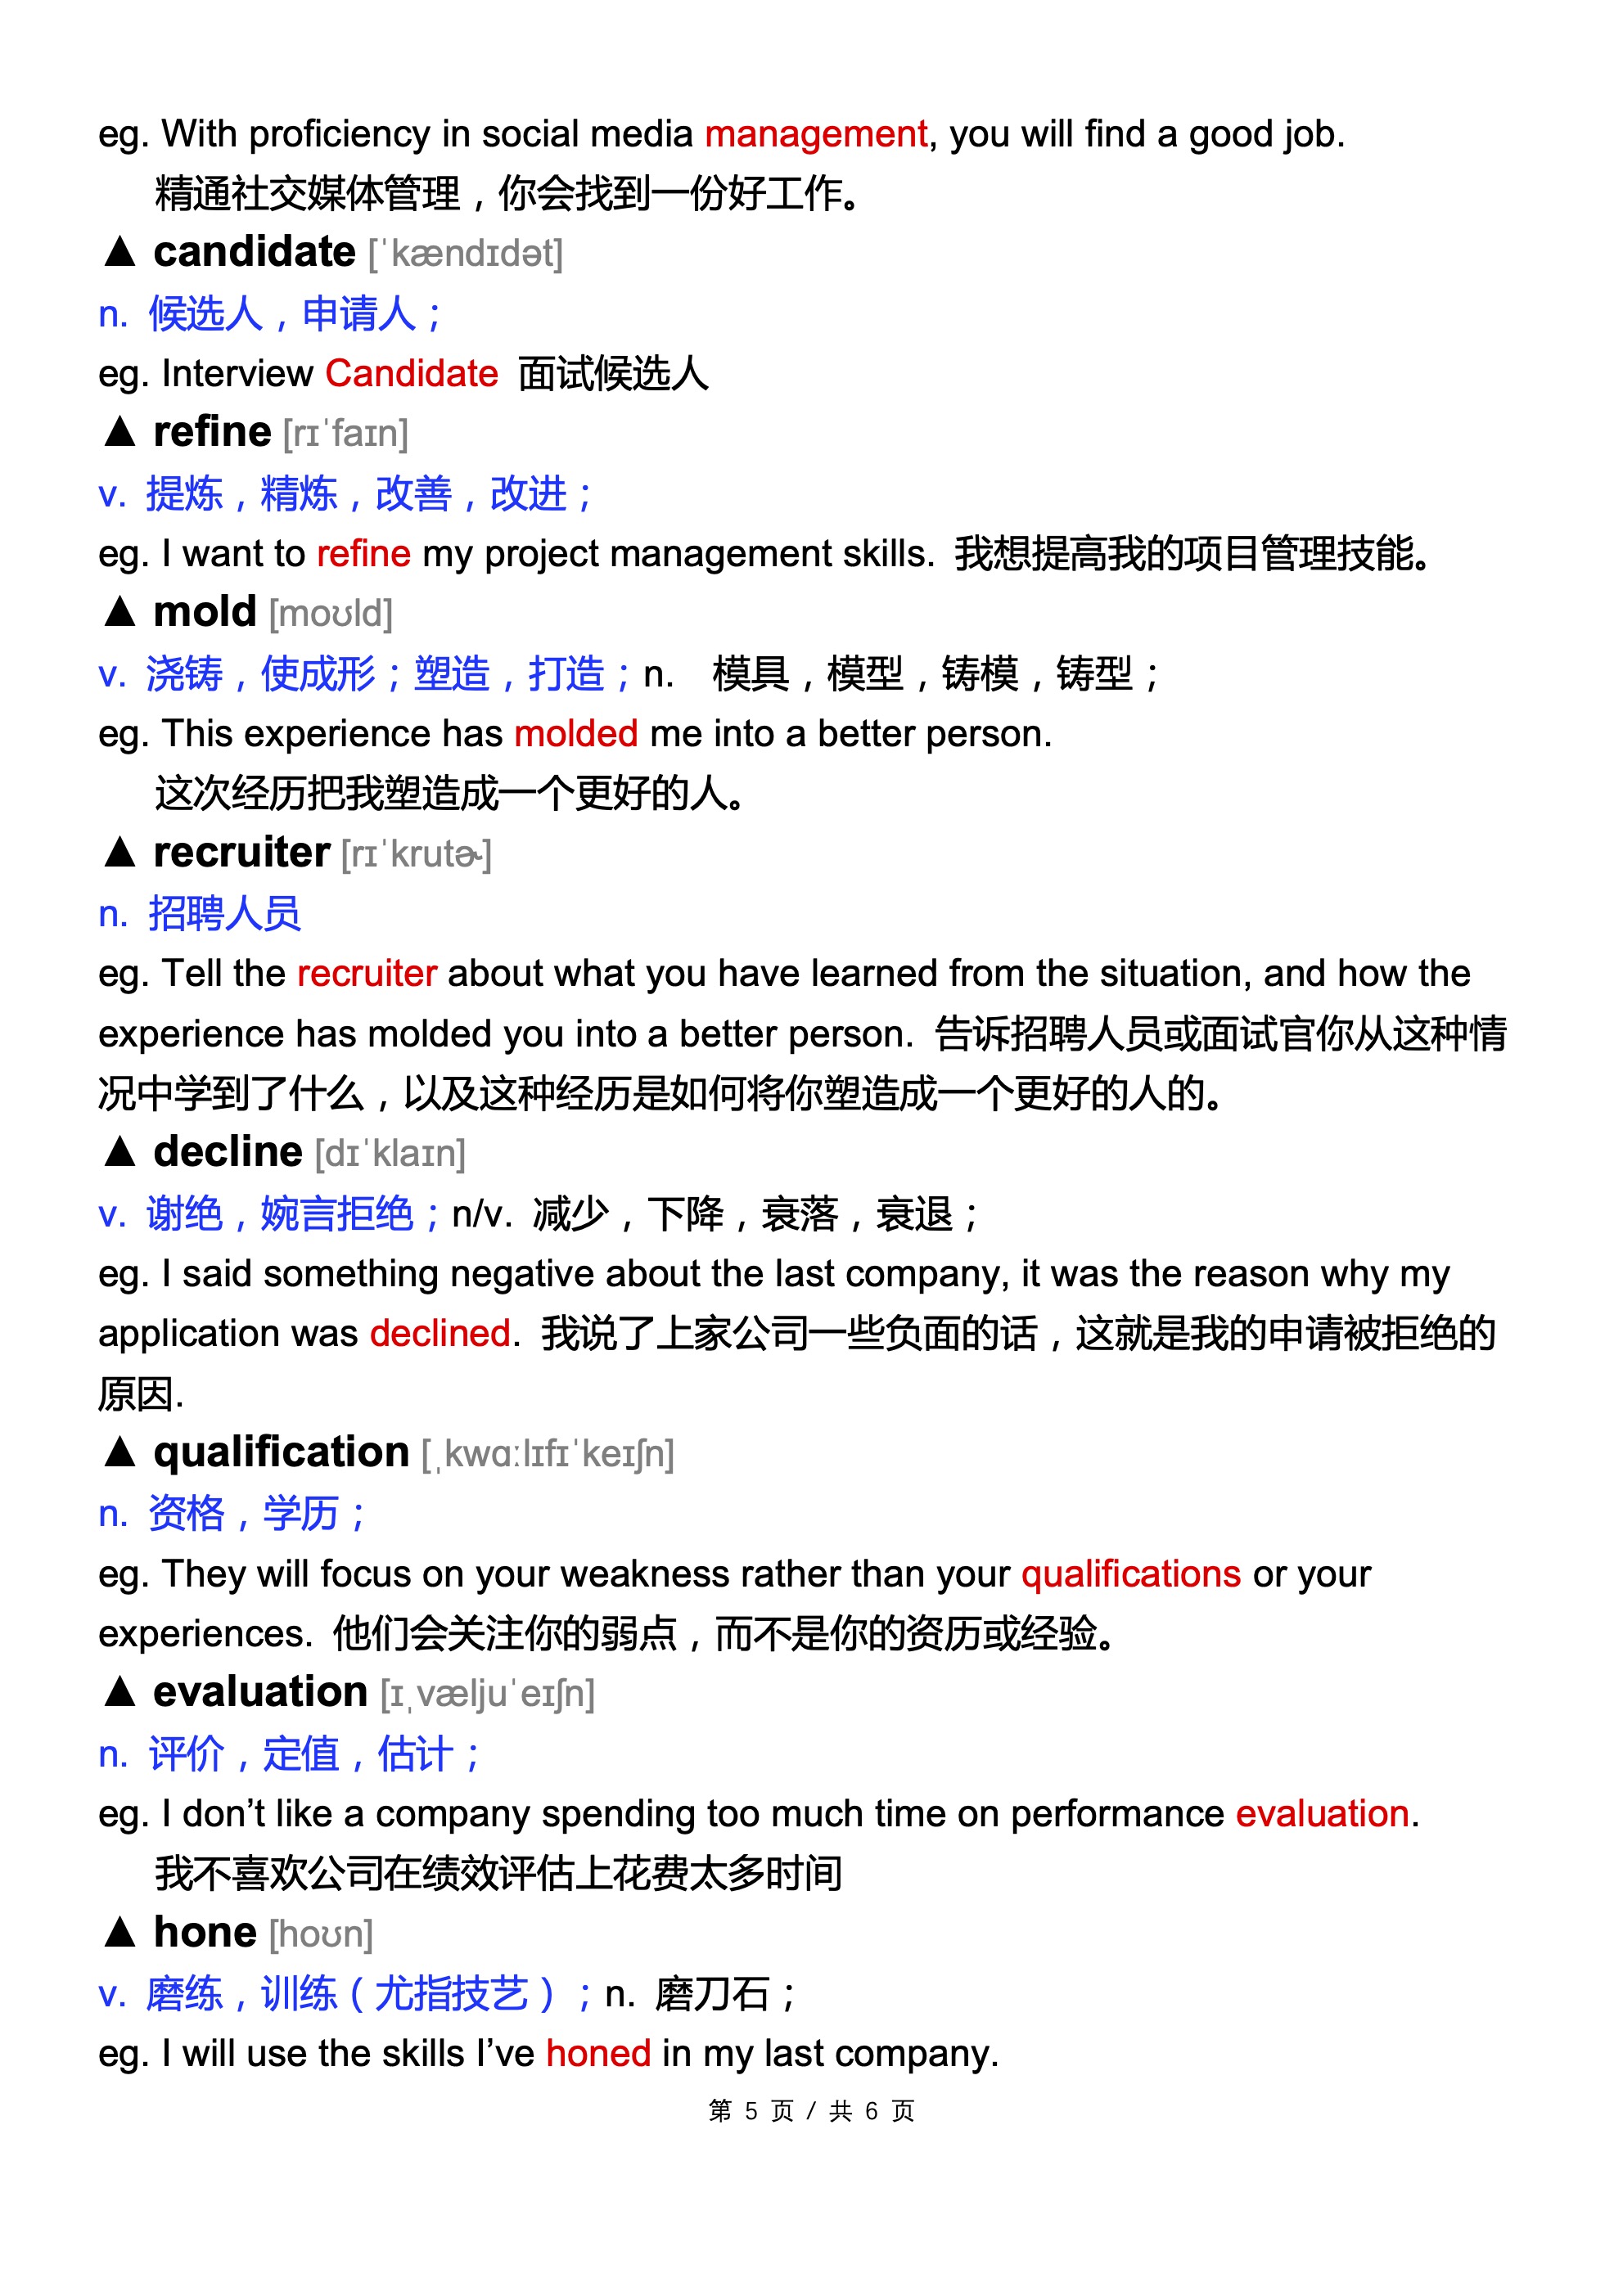 eg. With proficiency in social media management, you will find a good job.
精通社交媒体管理，你会找到一份好工作。
▲ candidate [ˈkændɪdət]
n. 候选人，申请人；
eg. Interview Candidate 面试候选人
▲ refine [rɪˈfaɪn]
v. 提炼，精炼，改善，改进；
eg. I want to refine my project management skills. 我想提高我的项目管理技能。
▲ mold [moʊld]
v. 浇铸，使成形；塑造，打造；n. 模具，模型，铸模，铸型；
eg. This experience has molded me into a better person.
这次经历把我塑造成一个更好的人。
▲ recruiter [rɪˈkrutɚ]
n. 招聘人员
eg. Tell the recruiter about what you have learned from the situation, and how the
experience has molded you into a better person. 告诉招聘人员或面试官你从这种情
况中学到了什么，以及这种经历是如何将你塑造成一个更好的人的。
▲ decline [dɪˈklaɪn]
v. 谢绝，婉言拒绝；n/v. 减少，下降，衰落，衰退；
eg. I said something negative about the last company, it was the reason why my
application was declined. 我说了上家公司一些负面的话，这就是我的申请被拒绝的
原因.
▲ qualification [ˌkwɑːlɪfɪˈkeɪʃn]
n. 资格，学历；
eg. They will focus on your weakness rather than your qualifications or your
experiences. 他们会关注你的弱点，而不是你的资历或经验。
▲ evaluation [ɪˌvæljuˈeɪʃn]
n. 评价，定值，估计；
eg. I don’t like a company spending too much time on performance evaluation.
我不喜欢公司在绩效评估上花费太多时间
▲ hone [hoʊn]
v. 磨练，训练（尤指技艺）；n. 磨刀石；
eg. I will use the skills I’ve honed in my last company.
第 5 页 / 共 6 页